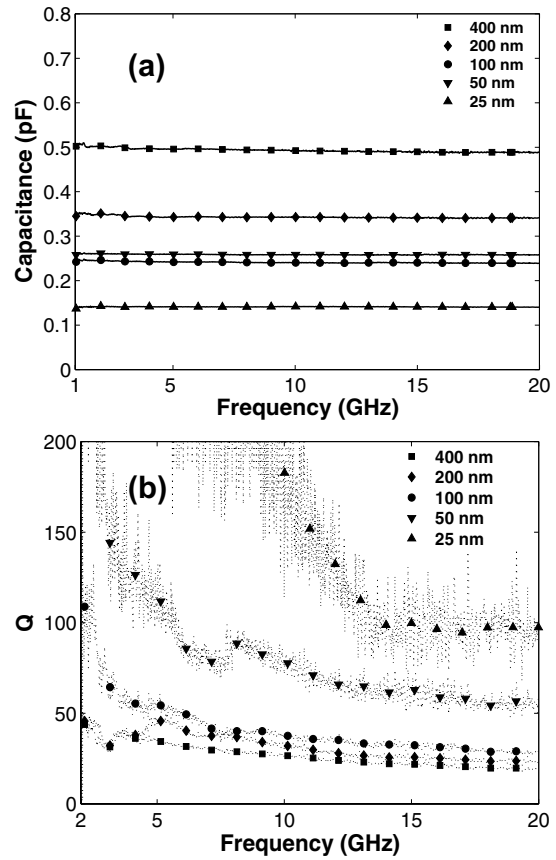 0.8
0.7
0.6
0.5
0.4
0.3
0.2
0.1
0
Capacitance (pF)
(a)
400 nm
200 nm
100 nm
50 nm
25 nm
1
5
10
15
20
Frequency (GHz)
200
150
100
50
0
Q
(b)
400 nm
200 nm
100 nm
50 nm
25 nm
2
5
10
15
20
Frequency (GHz)